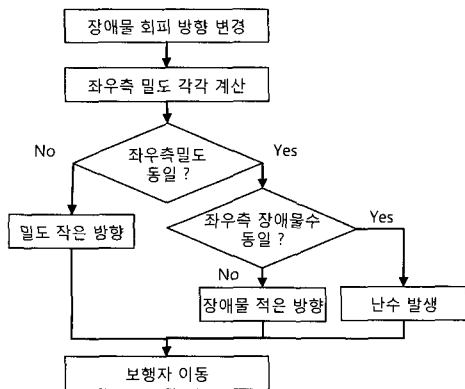 장애물 회피 방향 변경
좌우측 밀도 각각 계산
No
좌우측밀도
동일 ?
Yes
밀도 작은 방향
좌우측 장애물수
동일 ?
Yes
No
장애물 적은 방향
난수 발생
보행자 이동